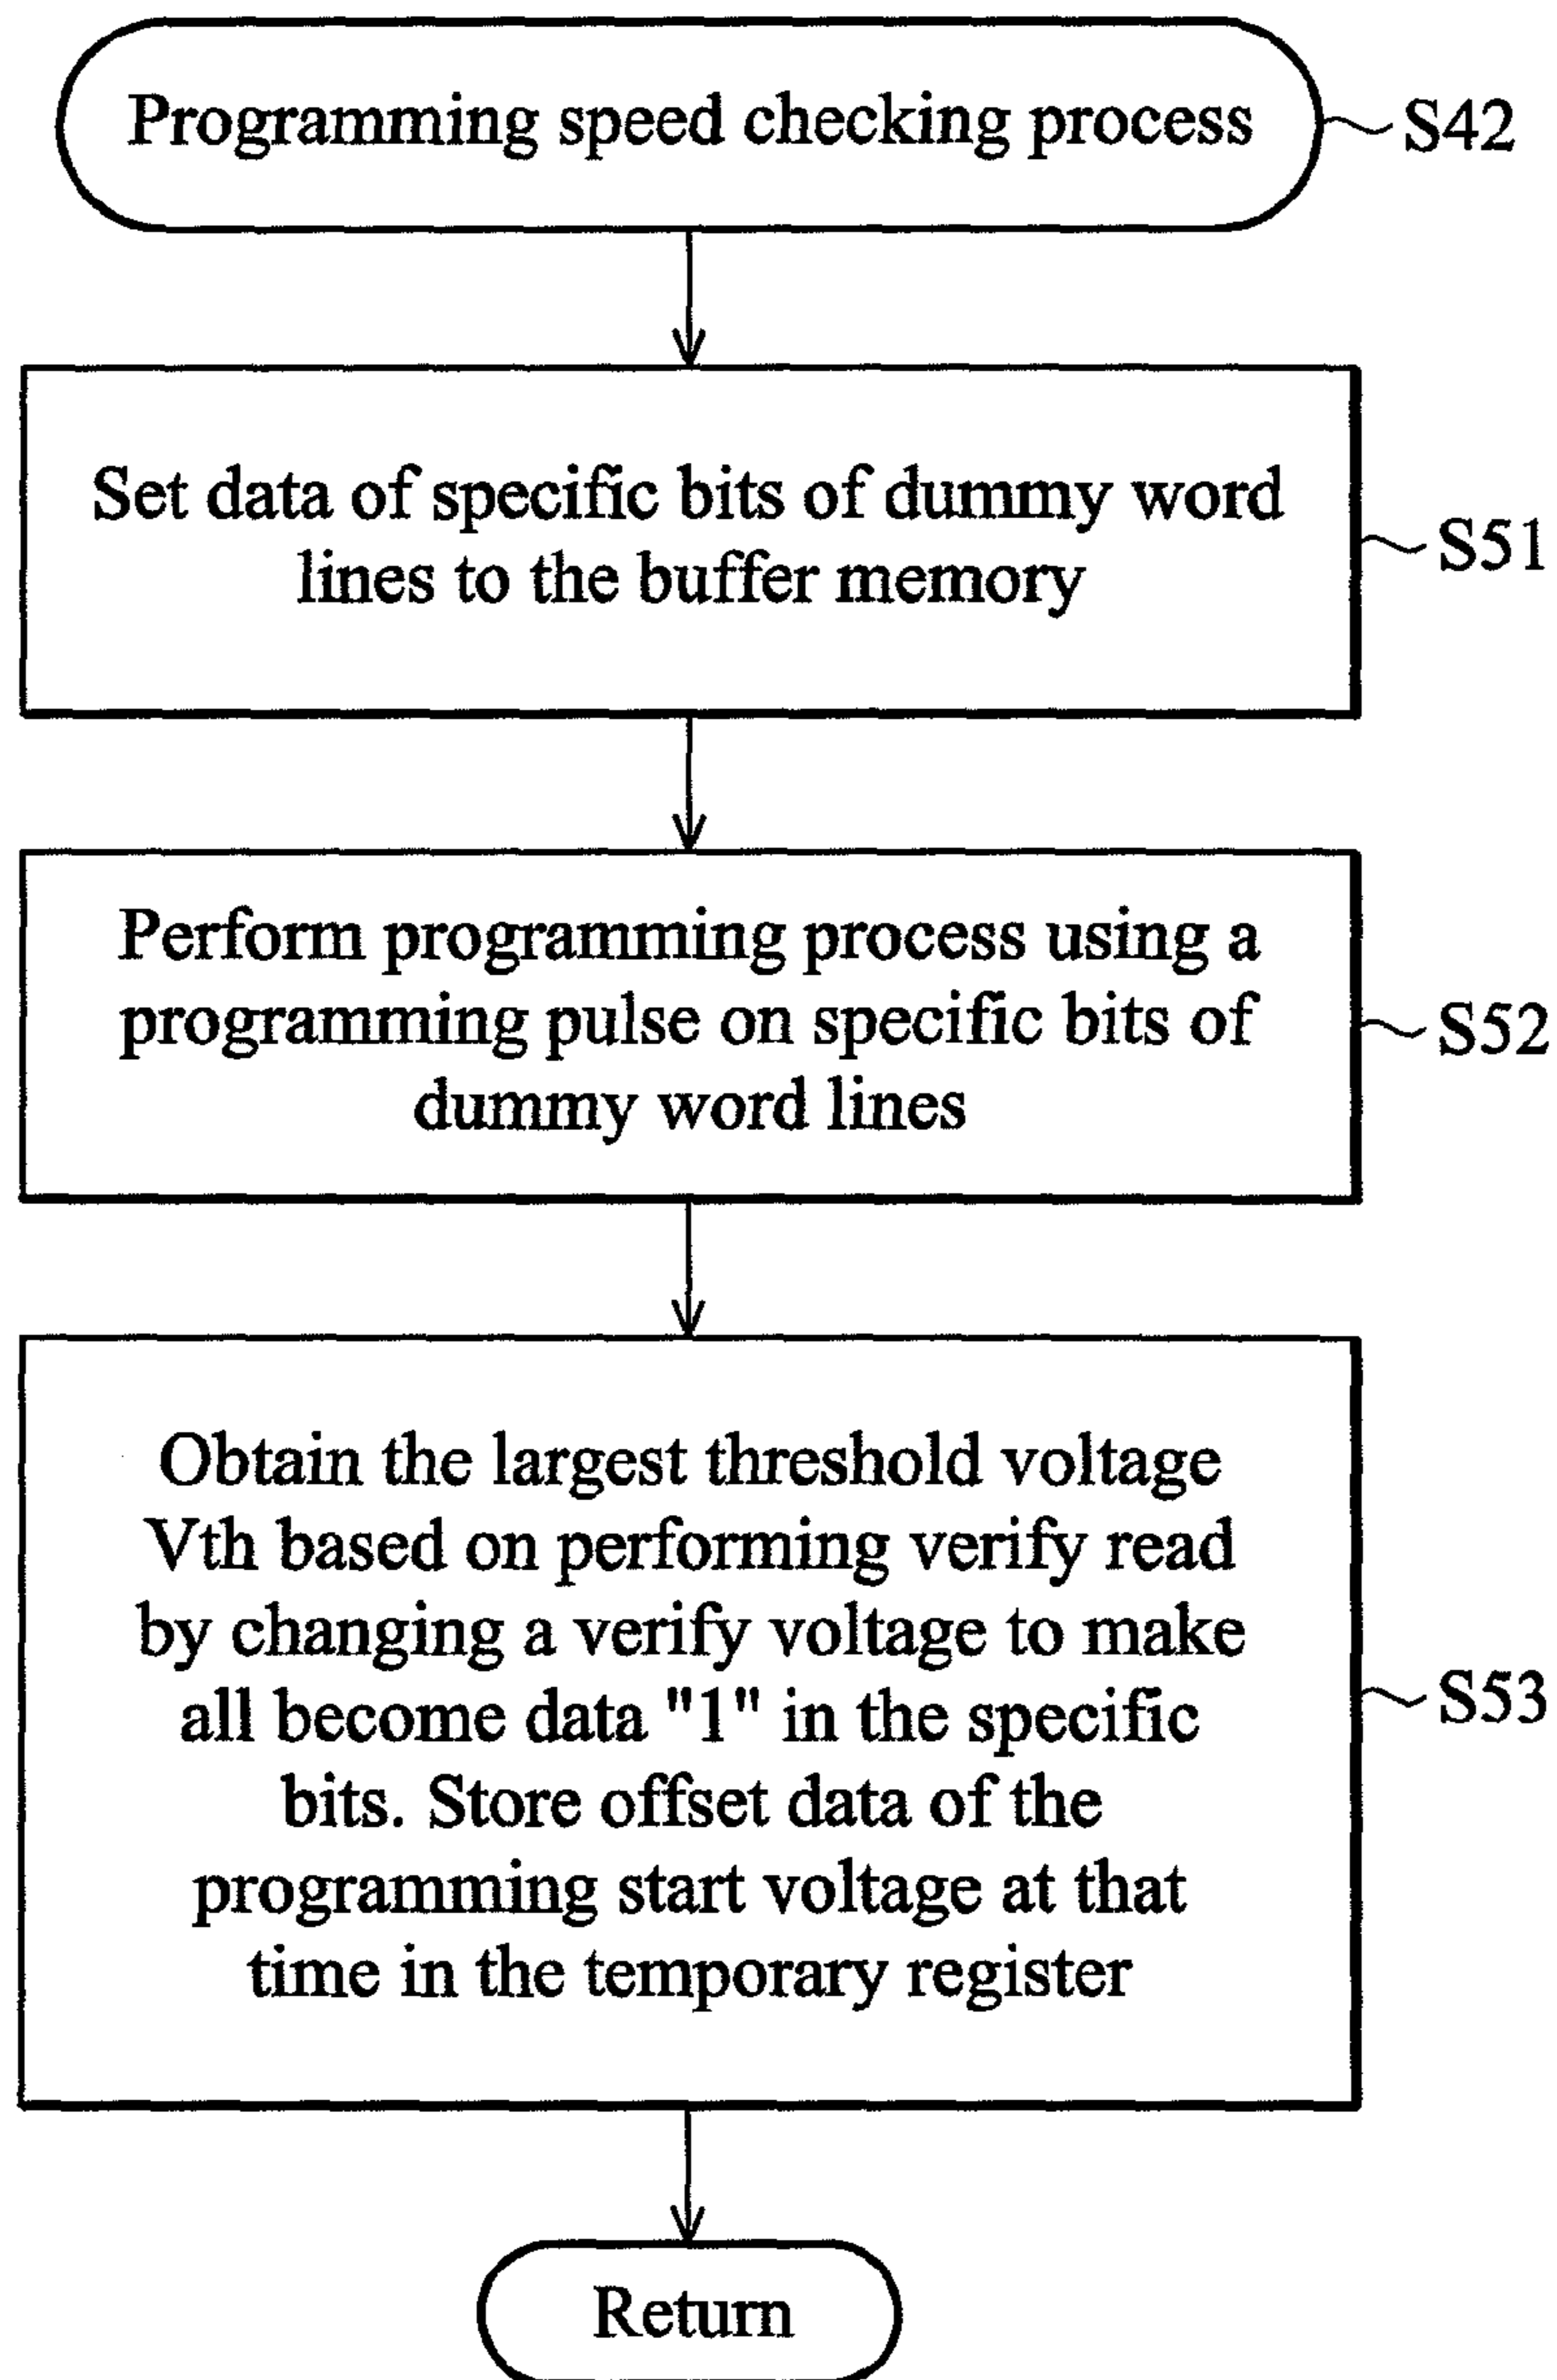 Programming speed checking process
S42
Set data of specific bits of dummy word
lines to the buffer memory
S51
Perform programming process using a
programming pulse on specific bits of
dummy word lines
S52
Obtain the largest threshold voltage
Vth based on performing verify read
by changing a verify voltage to make
all become data "1" in the specific
bits. Store offset data of the
programming start voltage at that
time in the temporary register
S53
Return